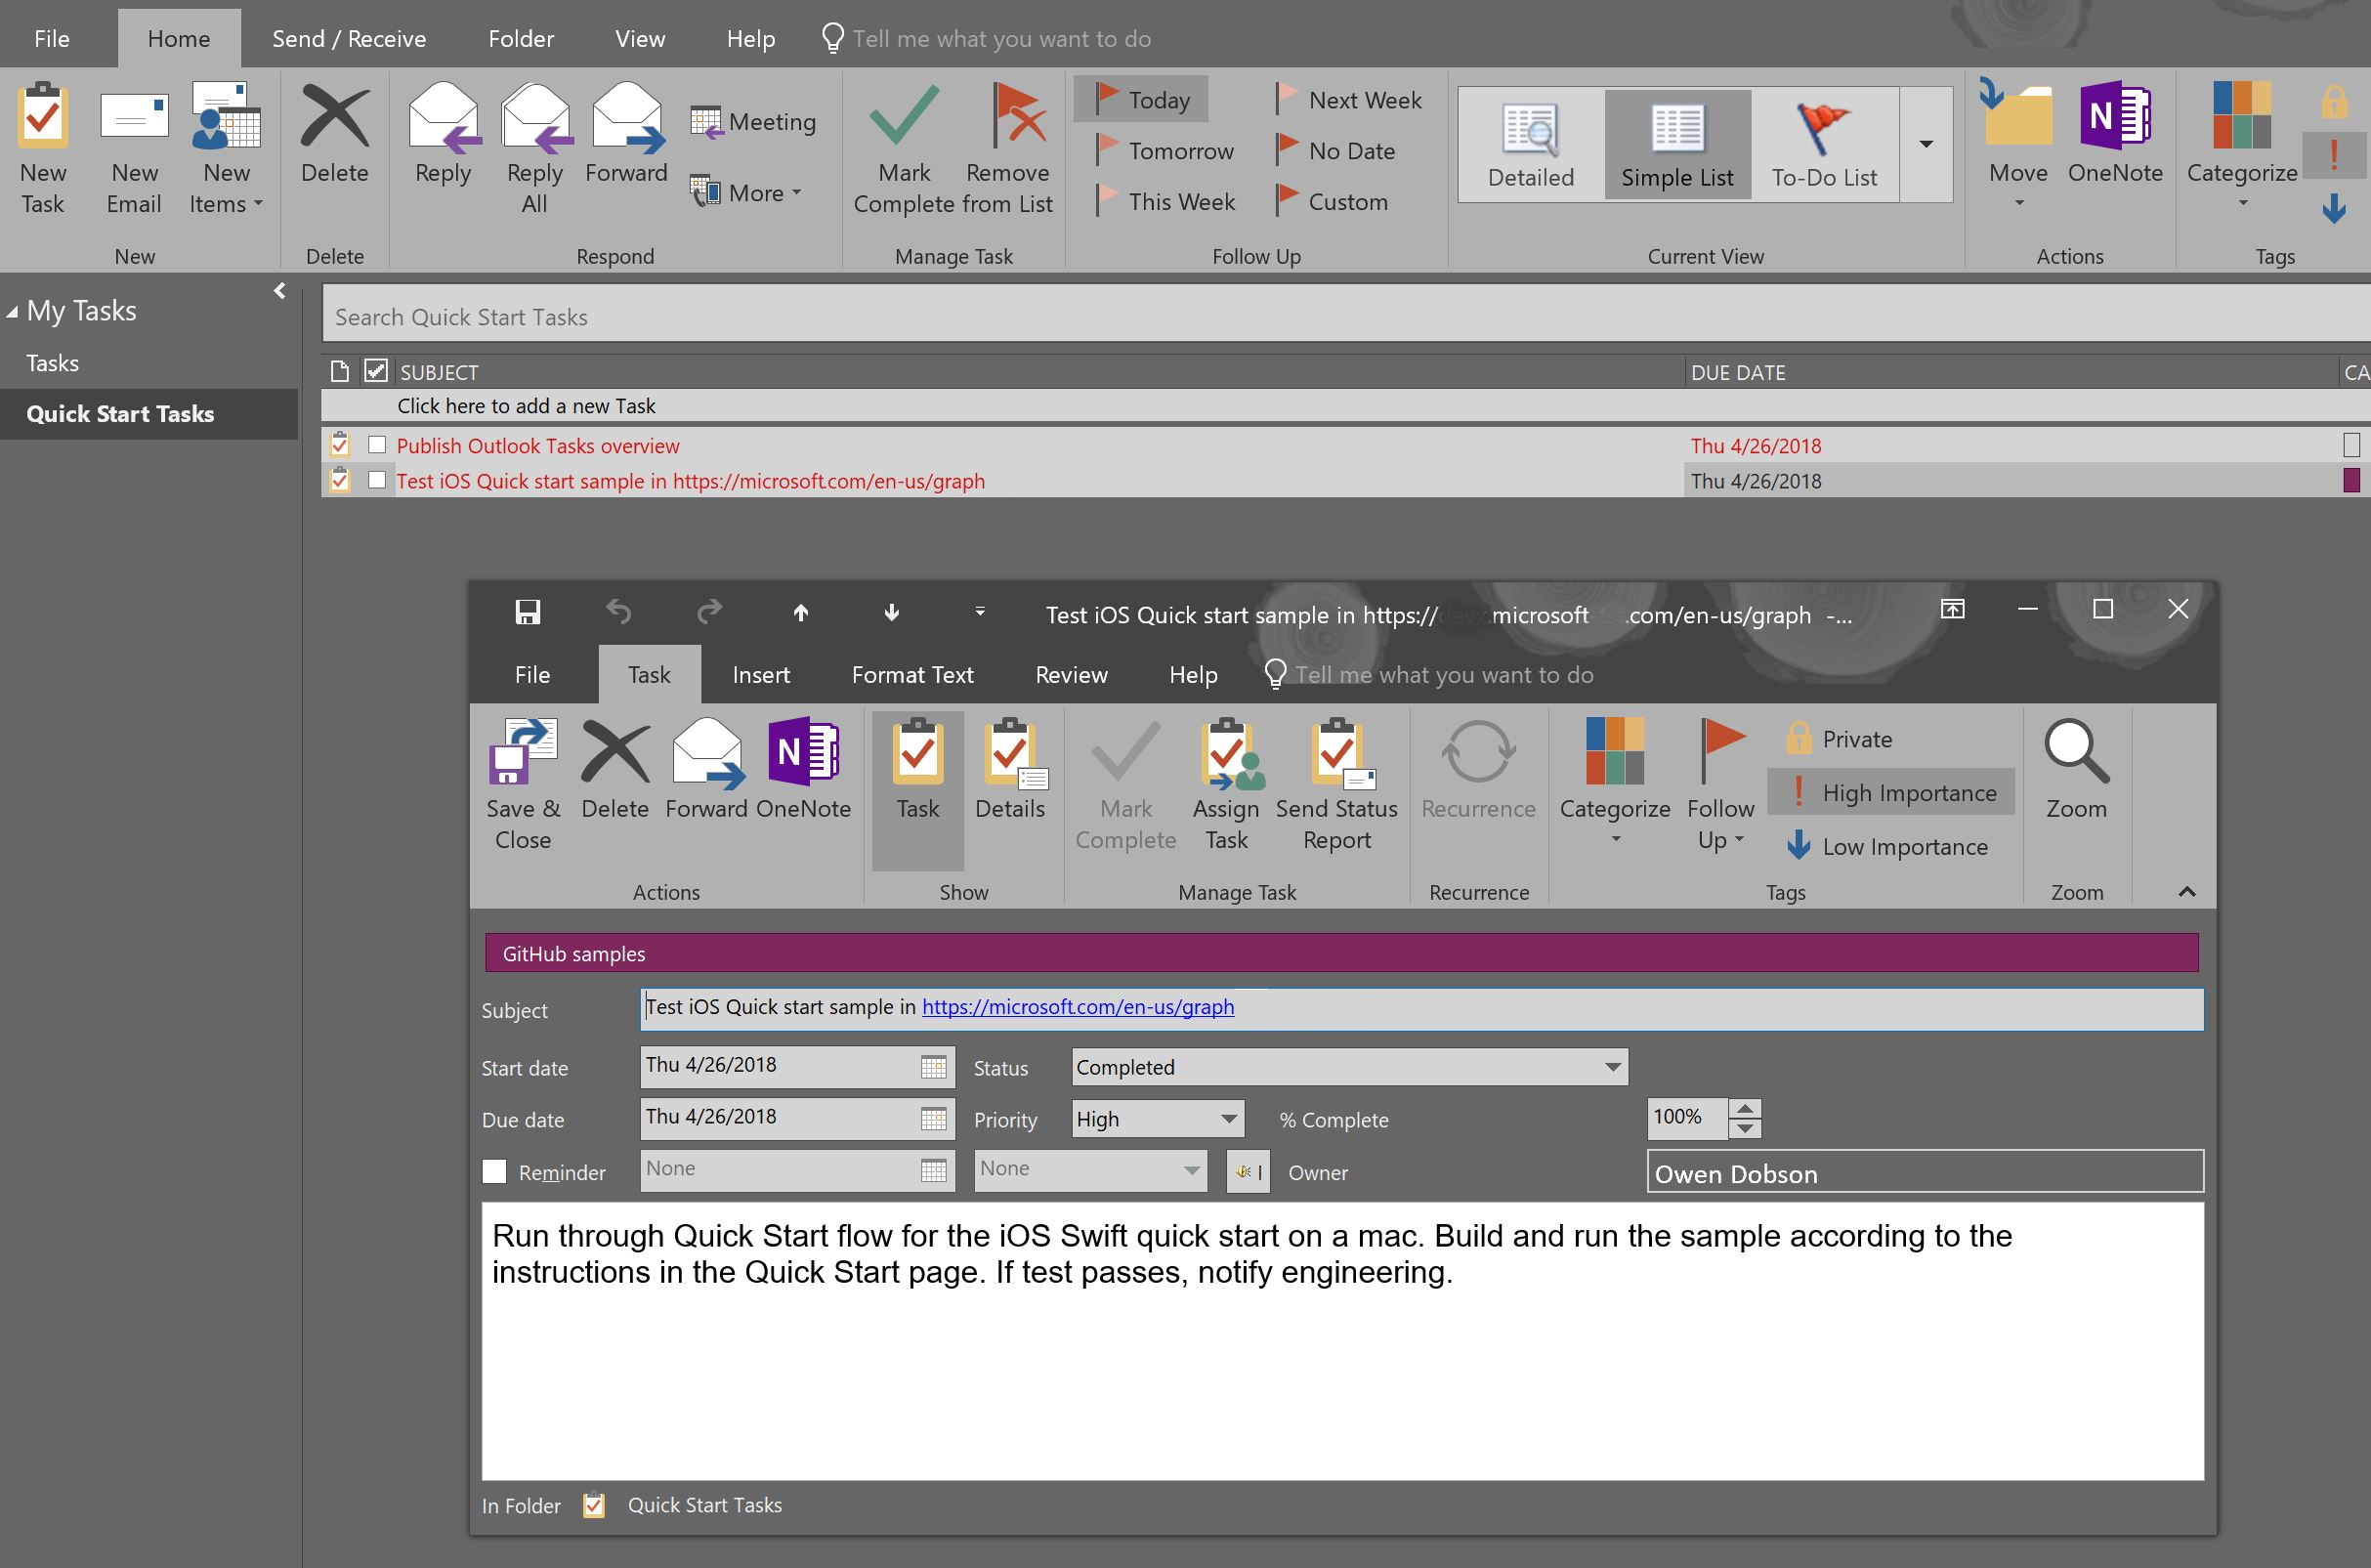 File Home Send / Receive Folder View Help Tell me what you want to do
New Task
New Email
New Items
Delete
Reply
Reply All
Forward
Meeting
More
Mark Complete
Remove from List
Today
Tomorrow
This Week
Next Week
No Date
Custom
Detailed
Simple List
To-Do List
Move
OneNote
Categorize
New Delete Respond Manage Task Follow Up Current View Actions Tags
My Tasks
Tasks
Quick Start Tasks
Search Quick Start Tasks
SUBJECT DUE DATE CA
Click here to add a new Task
Publish Outlook Tasks overview Thu 4/26/2018
Test iOS Quick start sample in https://microsoft.com/en-us/graph Thu 4/26/2018
Test iOS Quick start sample in https:// .microsoft .com/en-us/graph -...
File Task Insert Format Text Review Help Tell me what you want to do
Save & Close
Delete
Forward
OneNote
Task
Details
Mark Complete
Assign Task
Send Status Report
Recurrence
Categorize
Follow Up
Private
High Importance
Low Importance
Zoom
Actions Show Manage Task Recurrence Tags Zoom
GitHub samples
Subject Test iOS Quick start sample in https://microsoft.com/en-us/graph
Start date Thu 4/26/2018 Status Completed
Due date Thu 4/26/2018 Priority High % Complete 100%
Reminder None None Owner Owen Dobson
Run through Quick Start flow for the iOS Swift quick start on a mac. Build and run the sample according to the
instructions in the Quick Start page. If test passes, notify engineering.
In Folder Quick Start Tasks